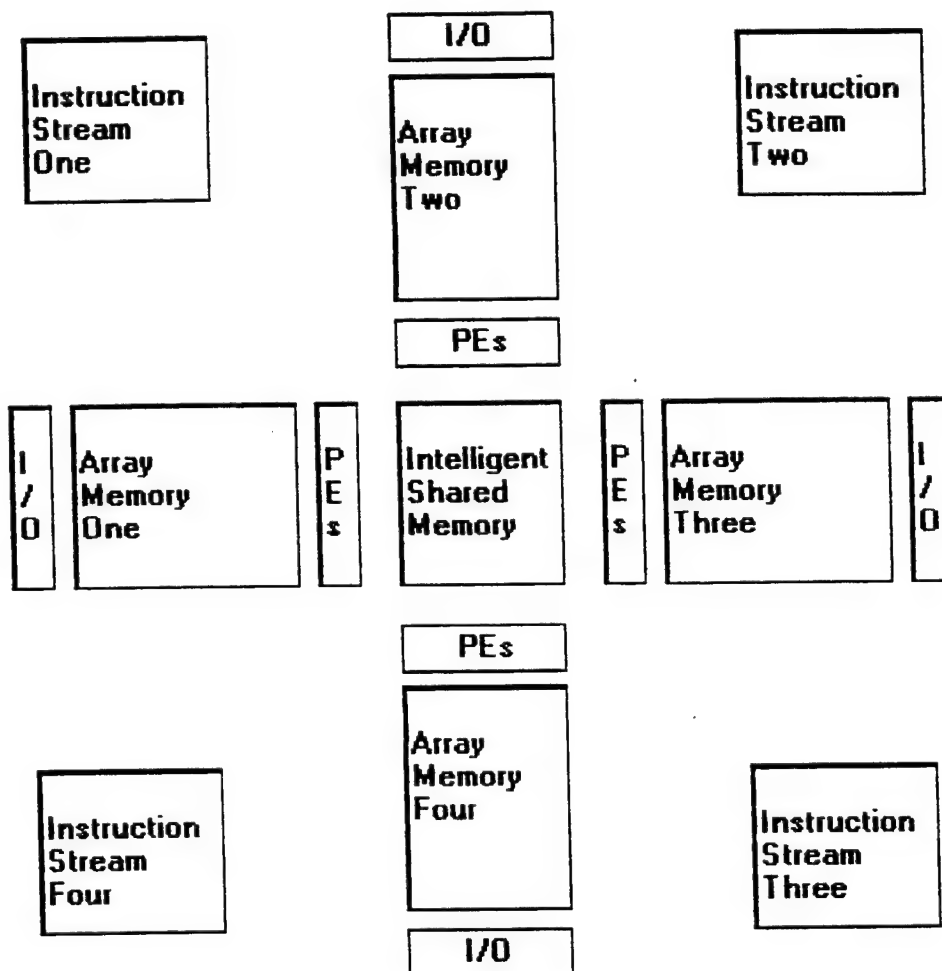 I/O
Instruction
Stream
One
Array
Memory
Two
Instruction
Stream
Two
PEs
I
/
O
Array
Memory
One
P
E
s
Intelligent
Shared
Memory
P
E
s
Array
Memory
Three
I
/
O
PEs
Array
Memory
Four
Instruction
Stream
Four
Instruction
Stream
Three
I/O